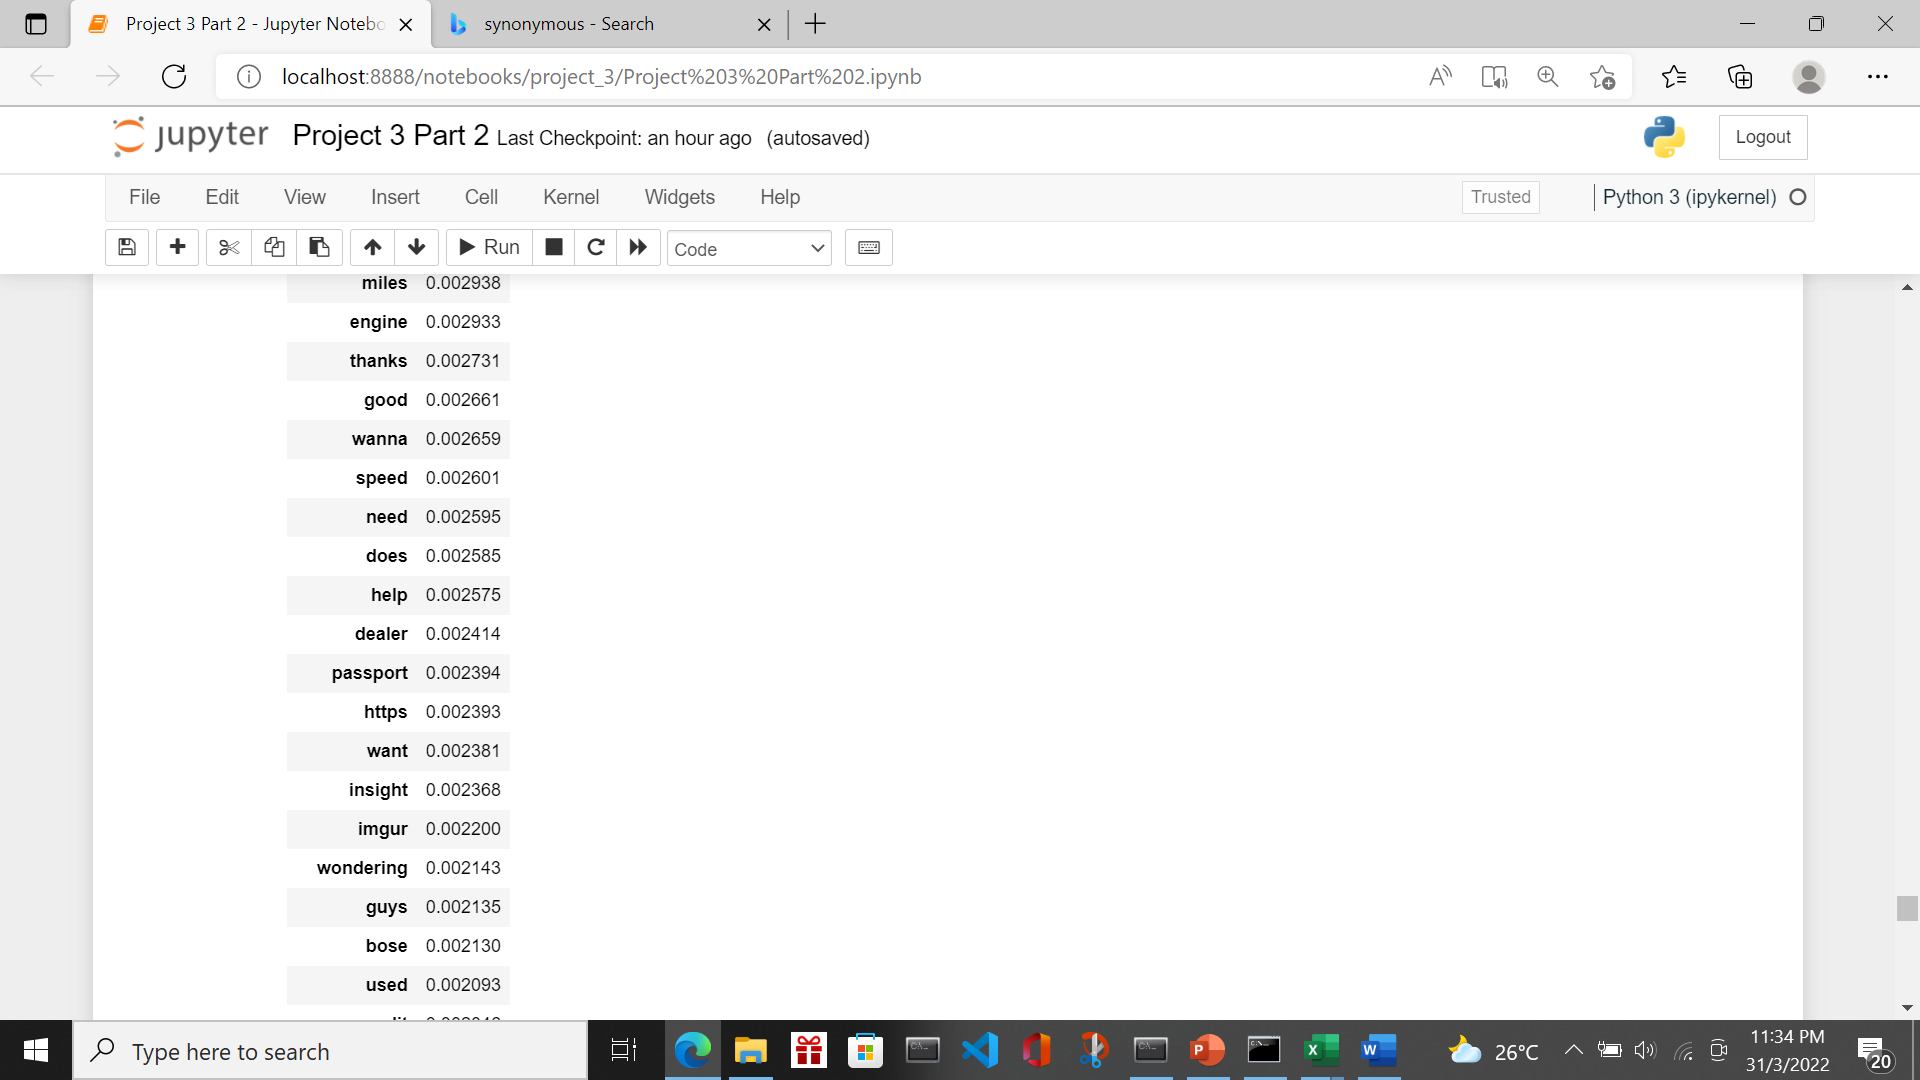 Project 3 Part 2 - Jupyter Notebo
synonymous - Search
localhost:8888/notebooks/project_3/Project%203%20Part%202.ipynb
jupyter Project 3 Part 2 Last Checkpoint: an hour ago (autosaved)
Logout
File Edit View Insert Cell Kernel Widgets Help
Trusted
Python 3 (ipykernel)
Run
Code
miles 0.002938
engine 0.002933
thanks 0.002731
good 0.002661
wanna 0.002659
speed 0.002601
need 0.002595
does 0.002585
help 0.002575
dealer 0.002414
passport 0.002394
https 0.002393
want 0.002381
insight 0.002368
imgur 0.002200
wondering 0.002143
guys 0.002135
bose 0.002130
used 0.002093
Type here to search
26°C
11:34 PM
31/3/2022
20